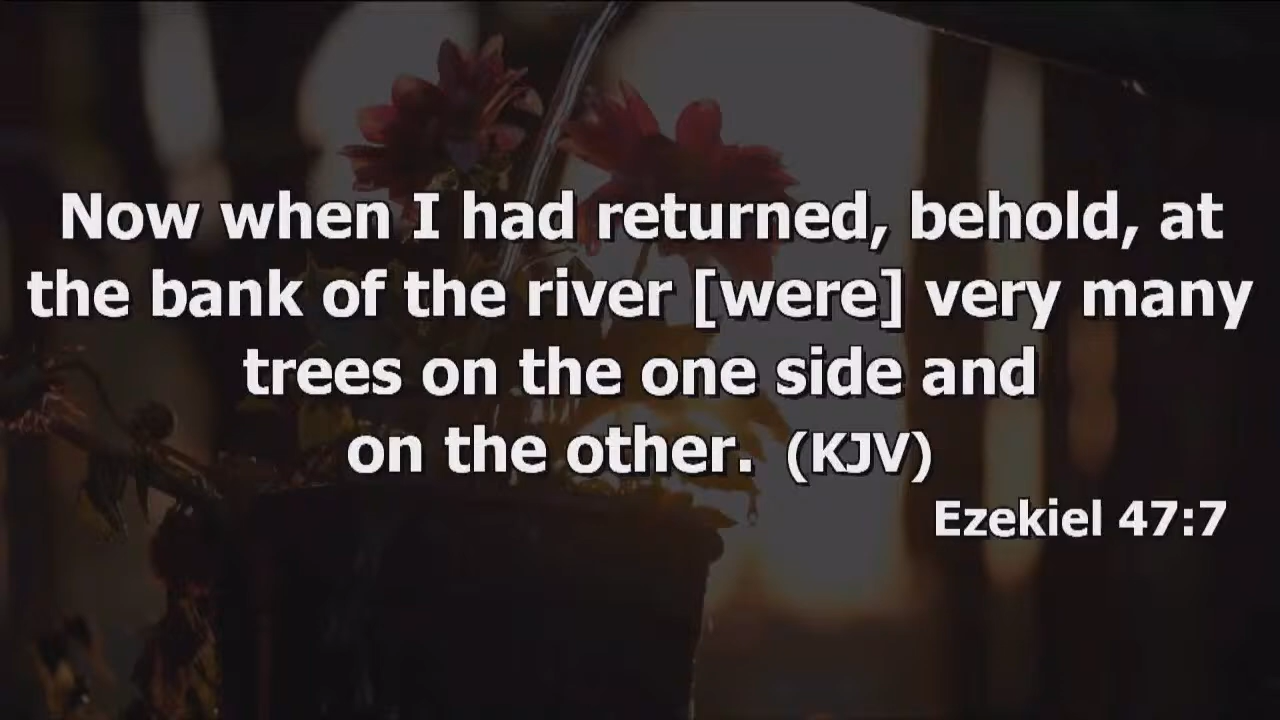 Now when I had returned, behold, at
the bank of the river [were] very many
trees on the one side and
on the other. (KJV)
Ezekiel 47:7